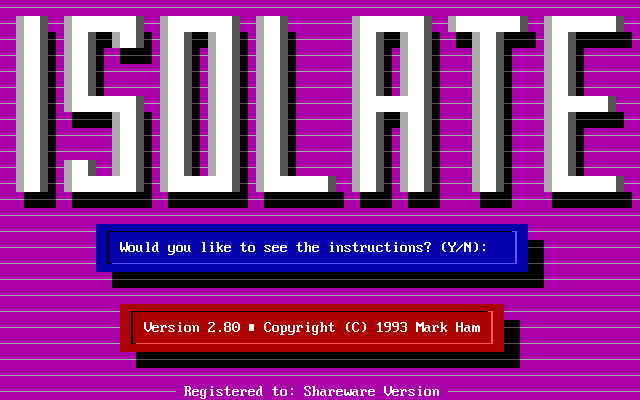 ISOLATE
Would you like to see the instructions? (Y/N):
Version 2.80 ∎ Copyright (C) 1993 Mark Ham
Registered to: Shareware Version